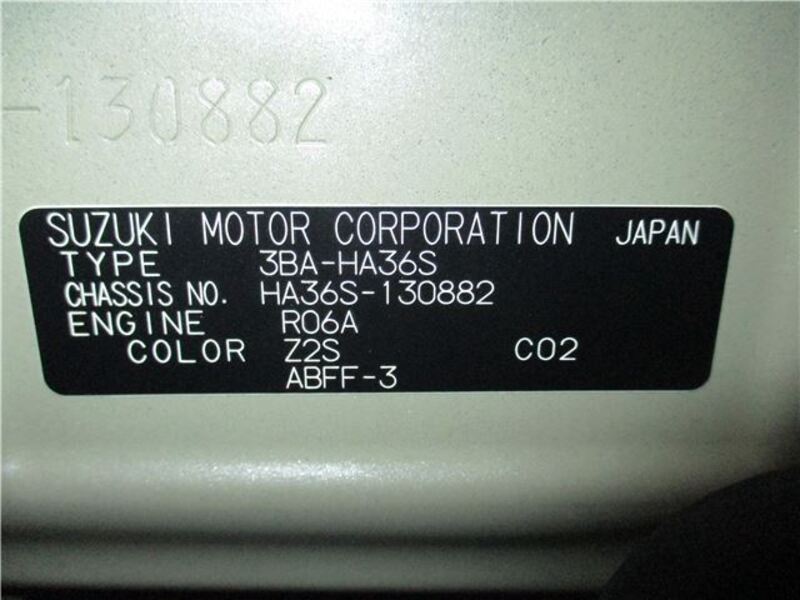 -130882
SUZUKI MOTOR CORPORATION JAPAN
TYPE 3BA-HA36S
CHASSIS NO. HA36S-130882
ENGINE R06A
COLOR Z2S C02
ABFF-3